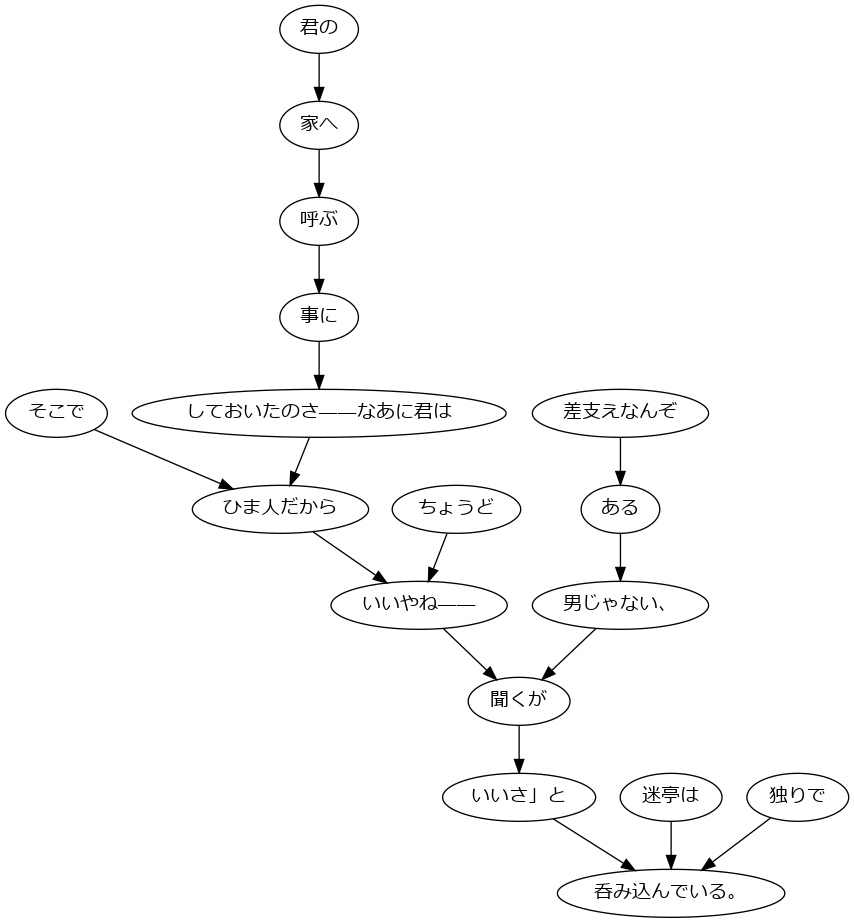 君の
家へ
呼ぶ
事に
そこで
しておいたのさ——なあに君は
差支えなんぞ
ひま人だから
ちょうど
ある
いいやね——
男じゃない、
聞くが
いいさ」と
迷亭は
独りで
呑み込んでいる。